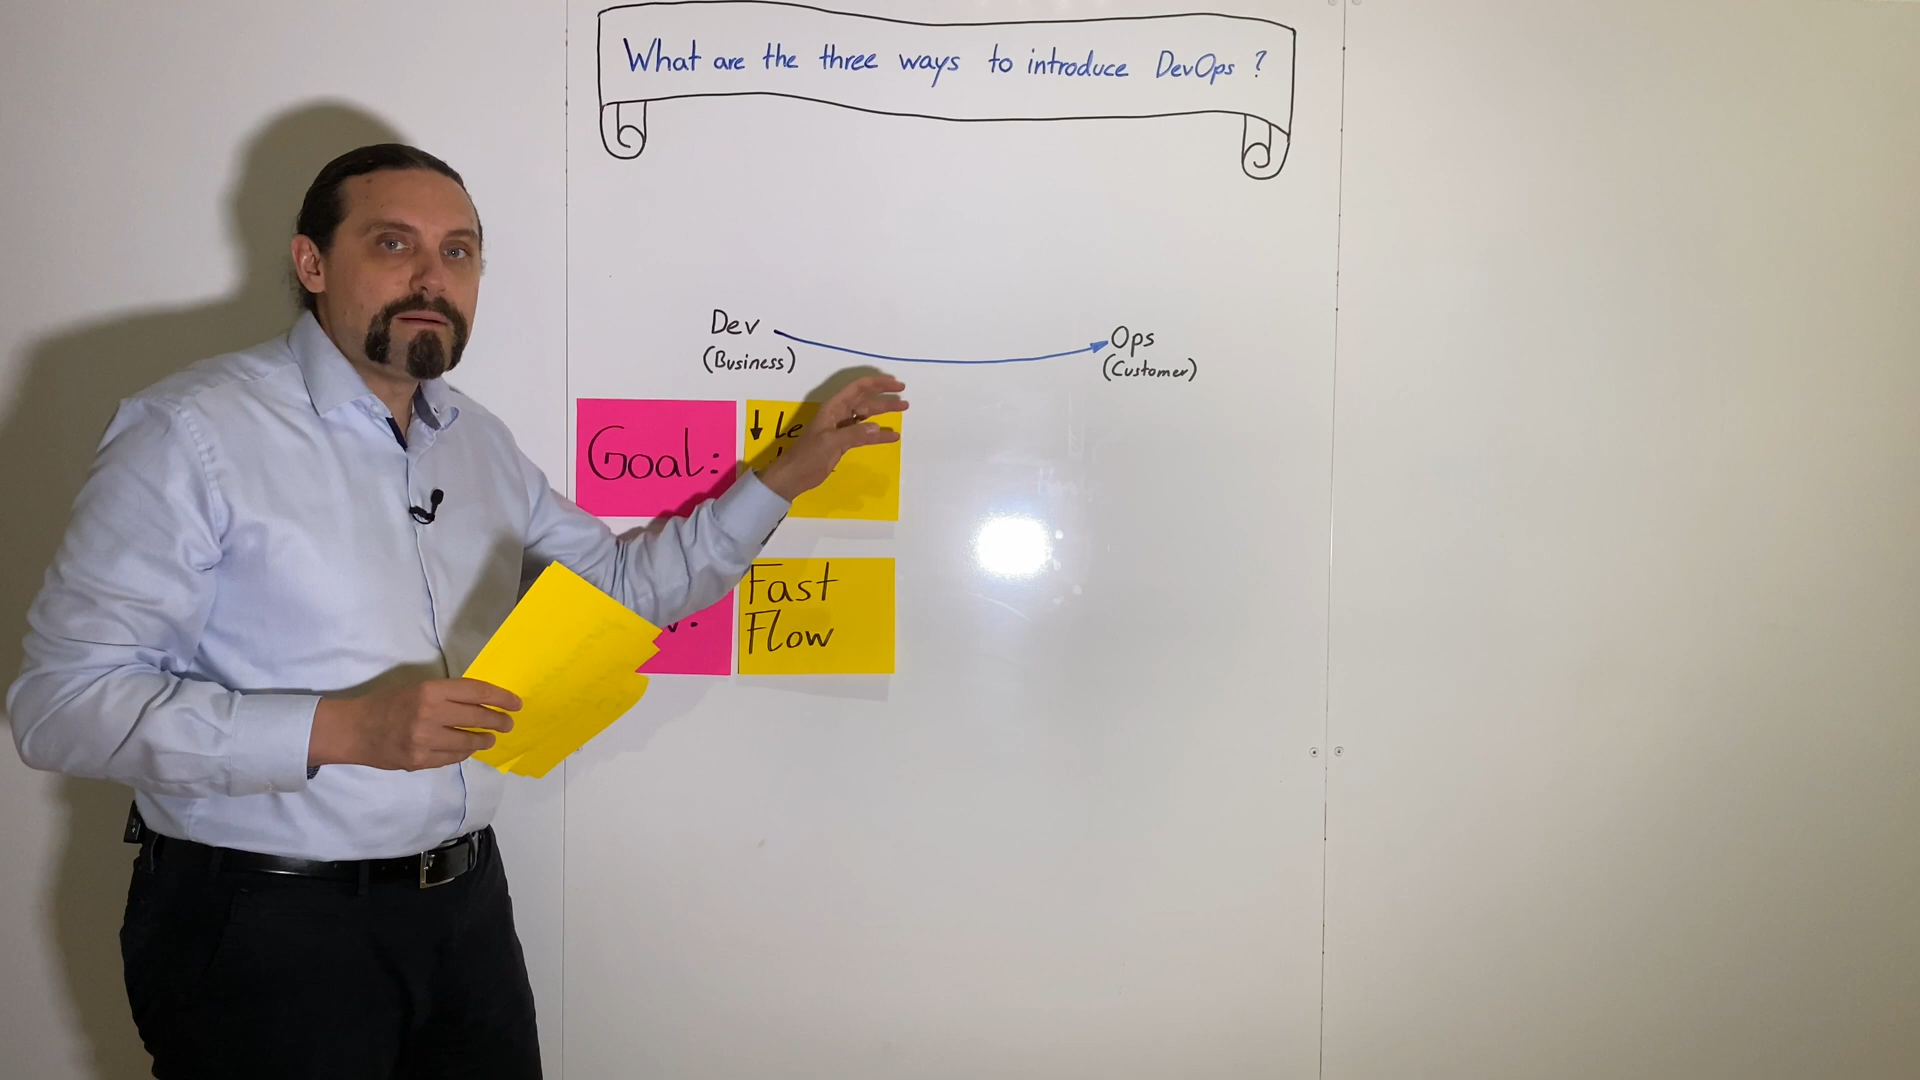 What are the three ways to introduce DevOps ?
Dev
(Business)
Ops
(Customer)
Goal:
↓
Fast
Flow